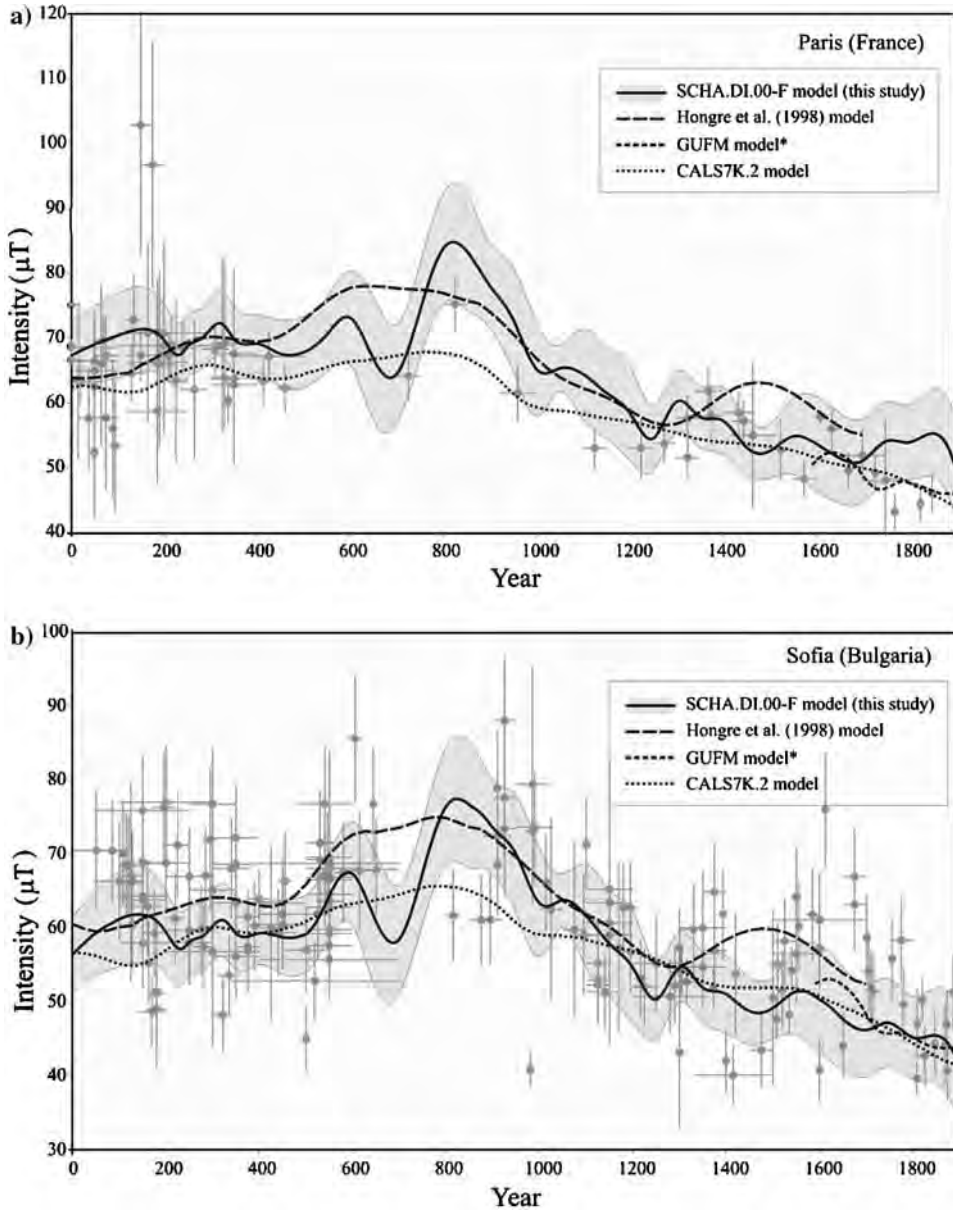 a)
Paris (France)
SCHA.DI.00-F model (this study)
Hongre et al. (1998) model
GUFM model*
CALS7K.2 model
Intensity (μT)
120
110
100
90
80
70
60
50
40
0 200 400 600 800 1000 1200 1400 1600 1800
Year
b)
Sofia (Bulgaria)
SCHA.DI.00-F model (this study)
Hongre et al. (1998) model
GUFM model*
CALS7K.2 model
Intensity (μT)
100
90
80
70
60
50
40
30
0 200 400 600 800 1000 1200 1400 1600 1800
Year